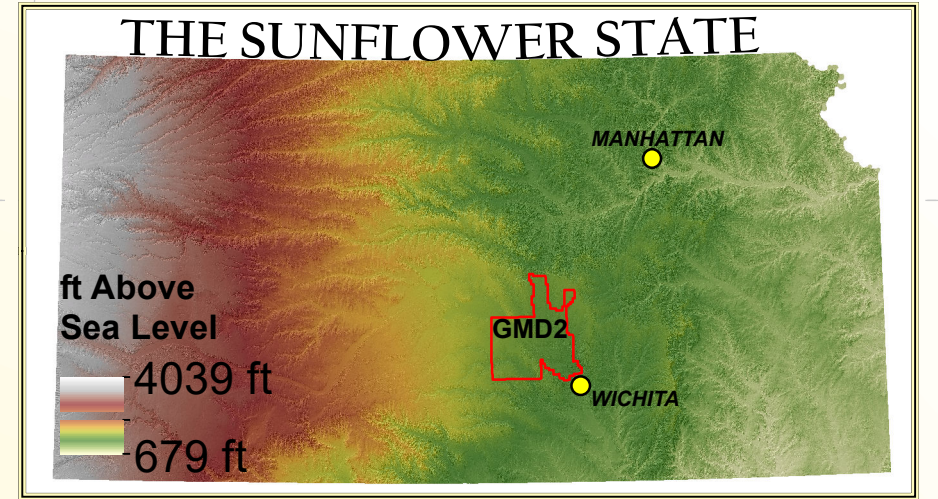 THE SUNFLOWER STATE
MANHATTAN
ft Above
Sea Level
GMD2
4039 ft
WICHITA
679 ft